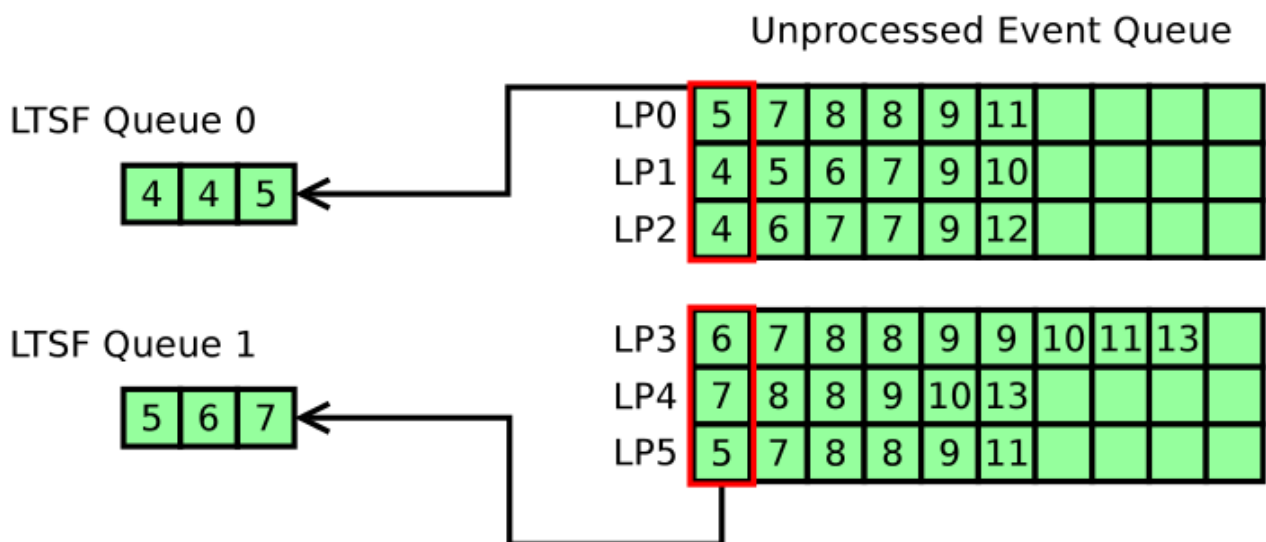 Unprocessed Event Queue
LTSF Queue 0
4 4 5
LP0 5 7 8 8 9 11
LP1 4 5 6 7 9 10
LP2 4 6 7 7 9 12
LTSF Queue 1
5 6 7
LP3 6 7 8 8 9 9 10 11 13
LP4 7 8 8 9 10 13
LP5 5 7 8 8 9 11